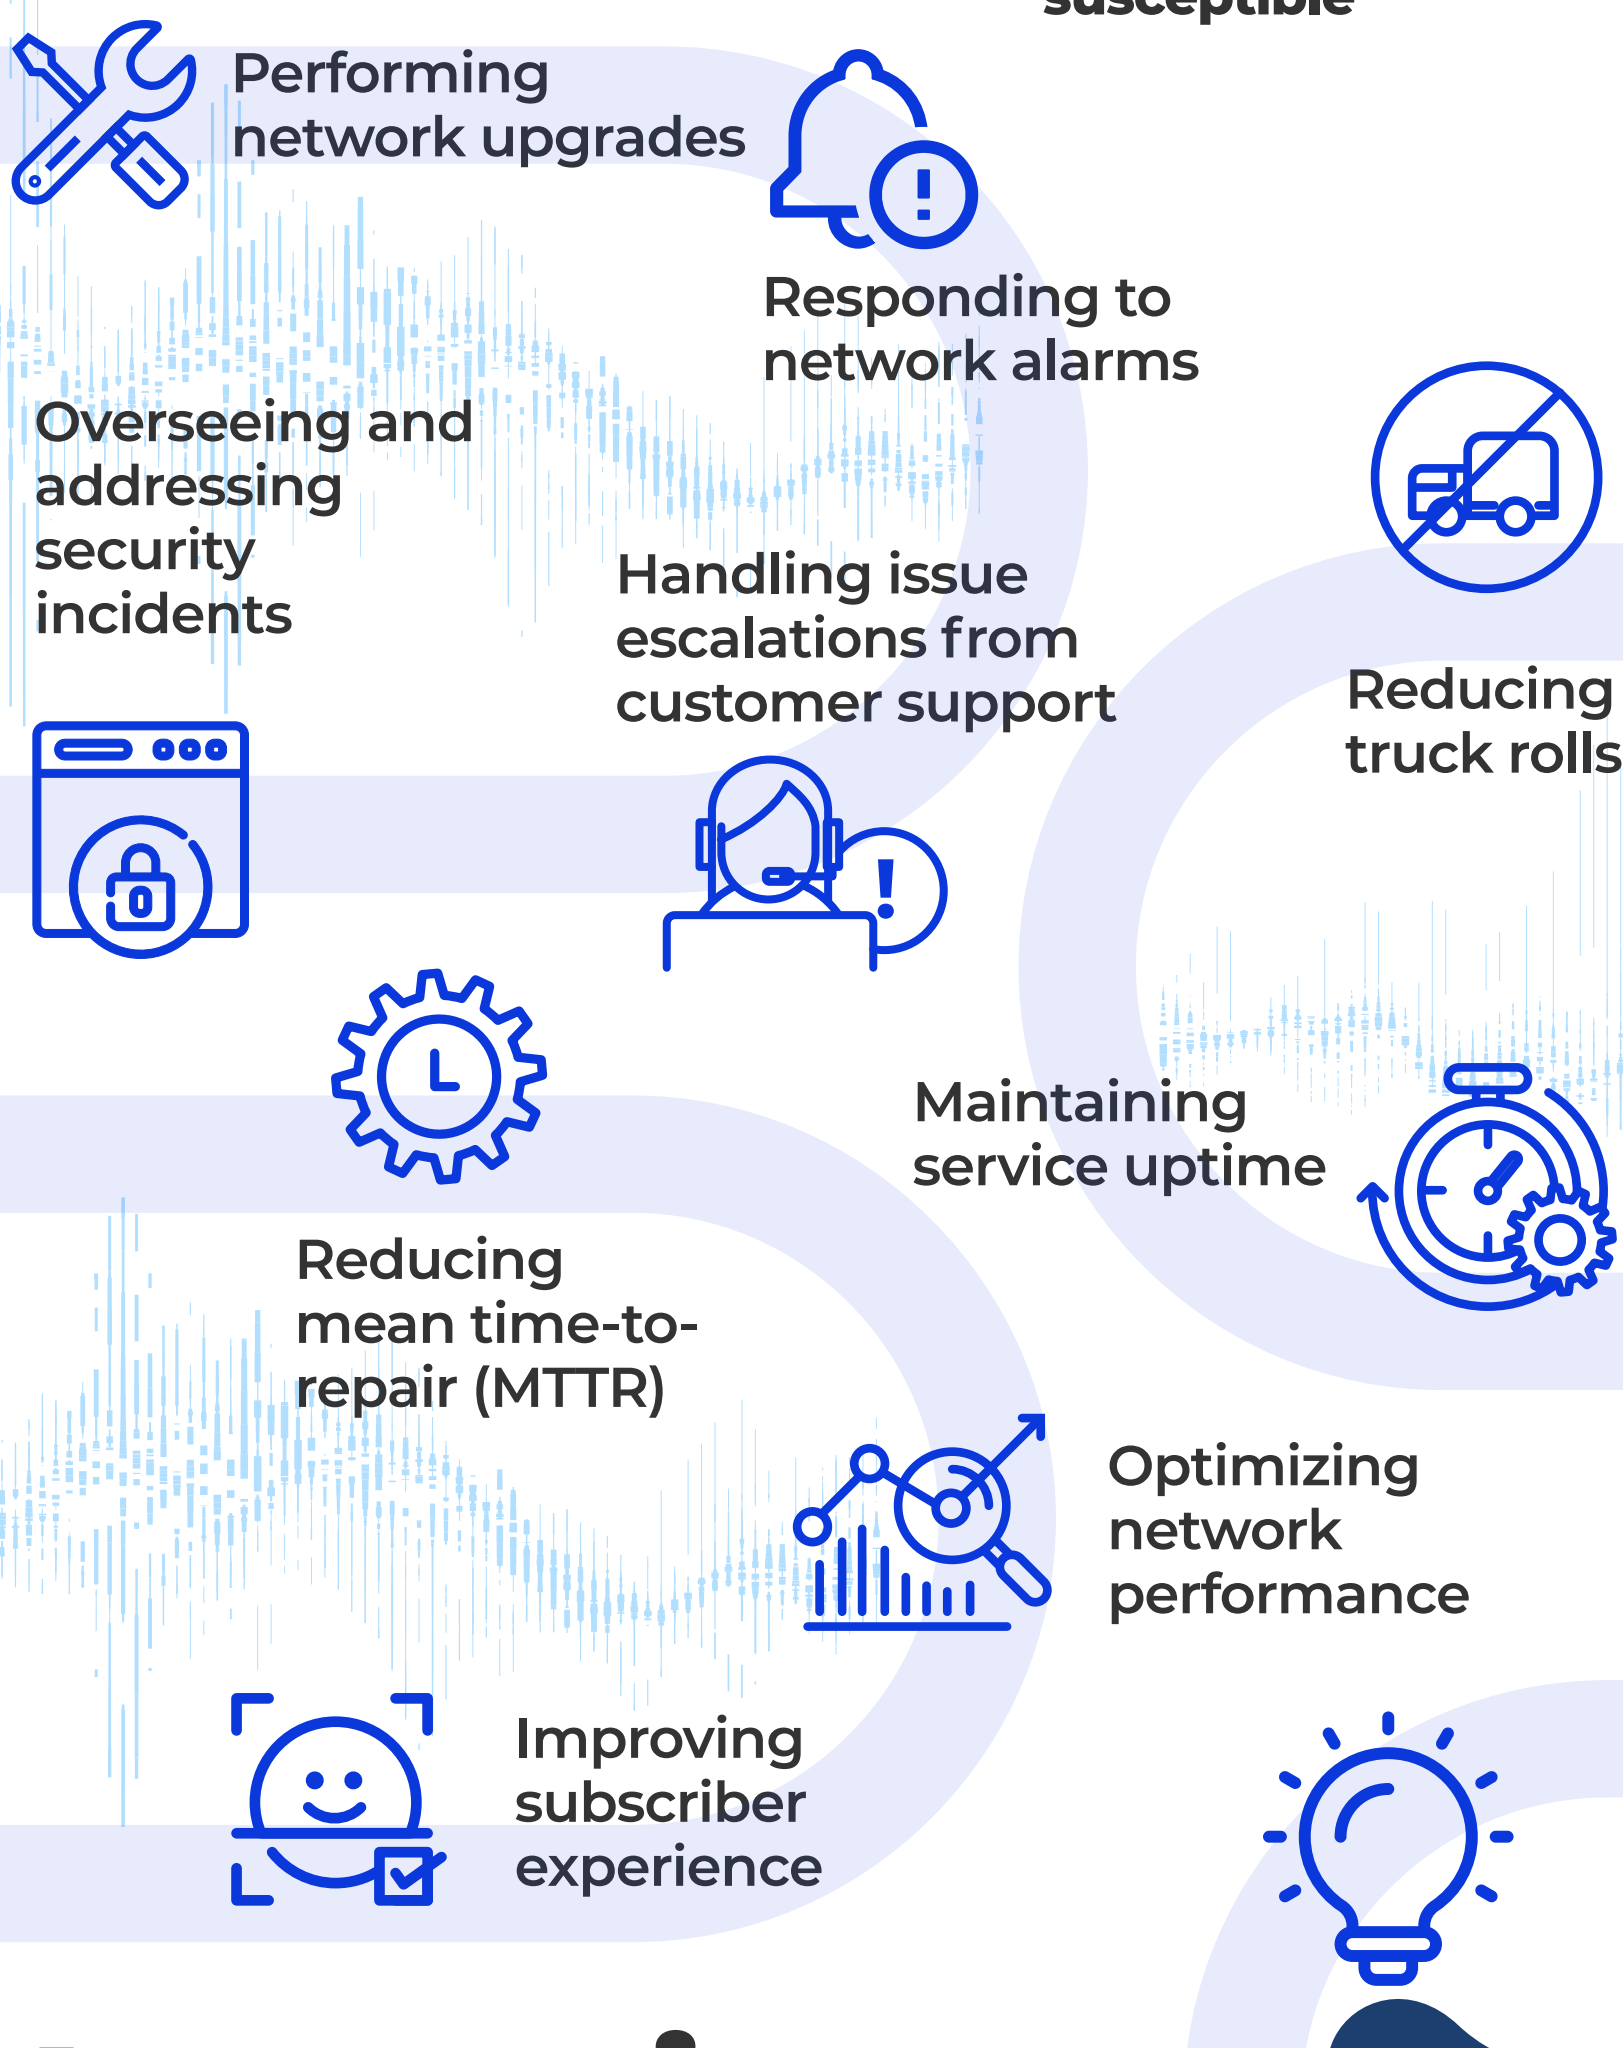 susceptible
Performing
network upgrades
Responding to
network alarms
Overseeing and
addressing
security
incidents
Handling issue
escalations from
customer support
Reducing
truck rolls
Maintaining
service uptime
Reducing
mean time-to-
repair (MTTR)
Optimizing
network
performance
Improving
subscriber
experience